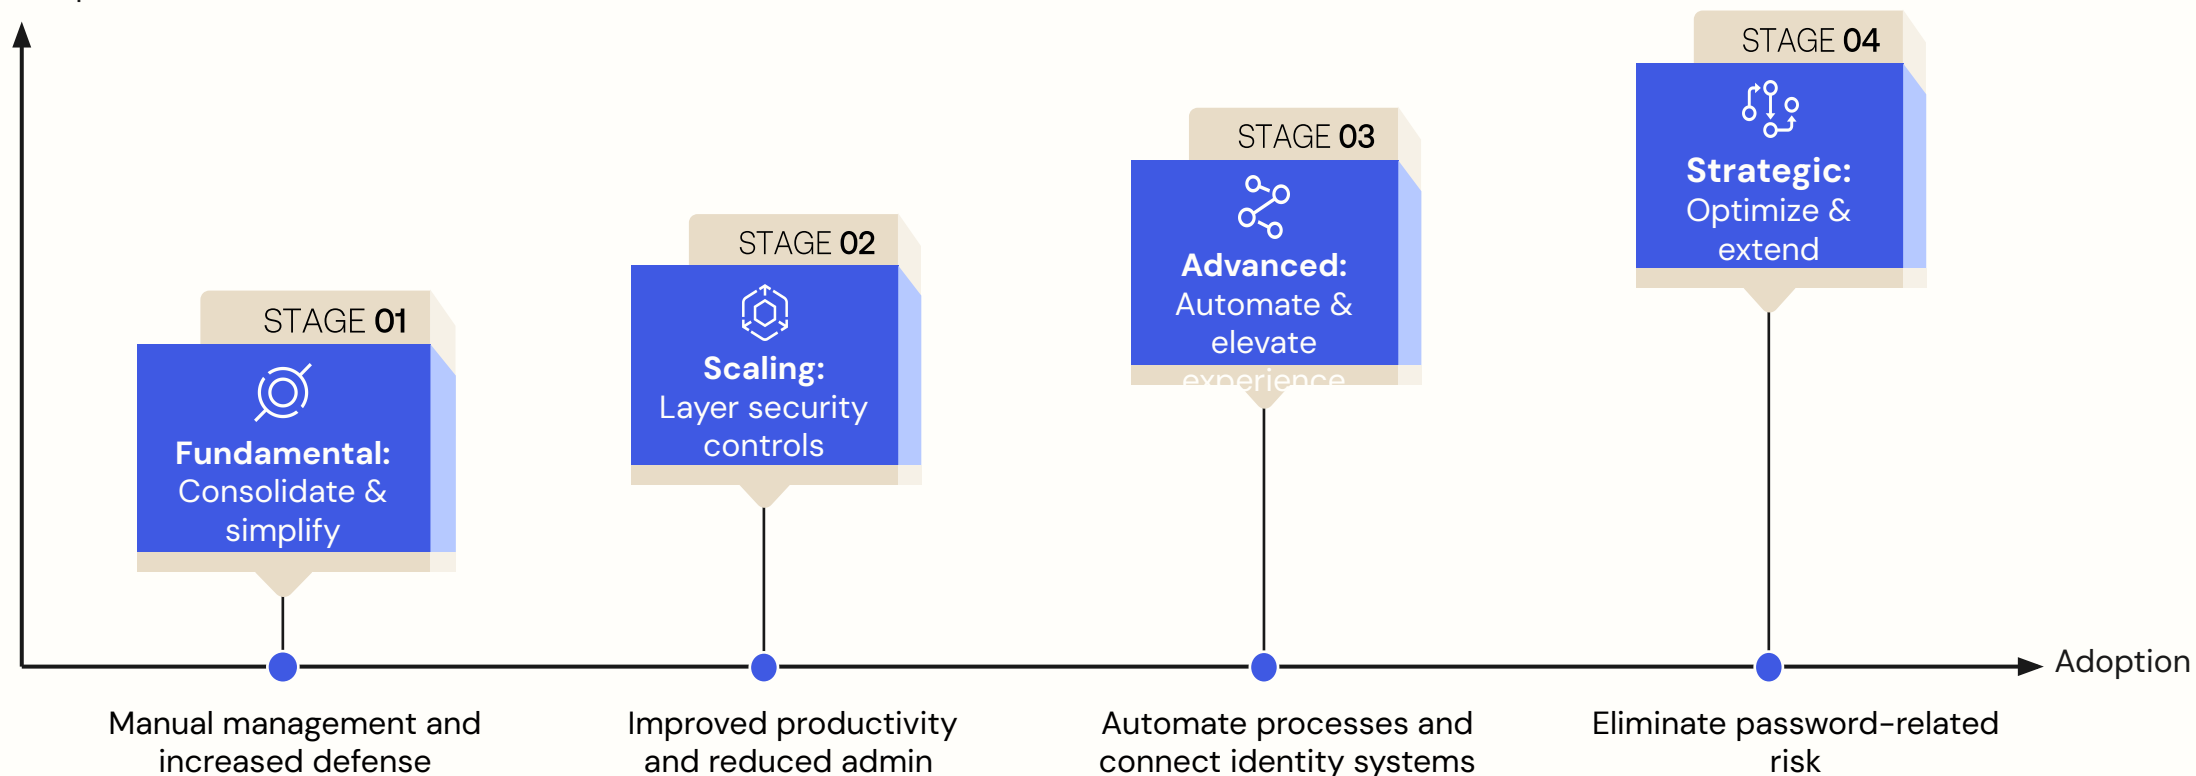 STAGE 01
Fundamental:
Consolidate &
simplify
STAGE 02
Scaling:
Layer security
controls
STAGE 03
Advanced:
Automate &
elevate
experience
STAGE 04
Strategic:
Optimize &
extend
Adoption
Manual management and
increased defense
Improved productivity
and reduced admin
Automate processes and
connect identity systems
Eliminate password-related
risk